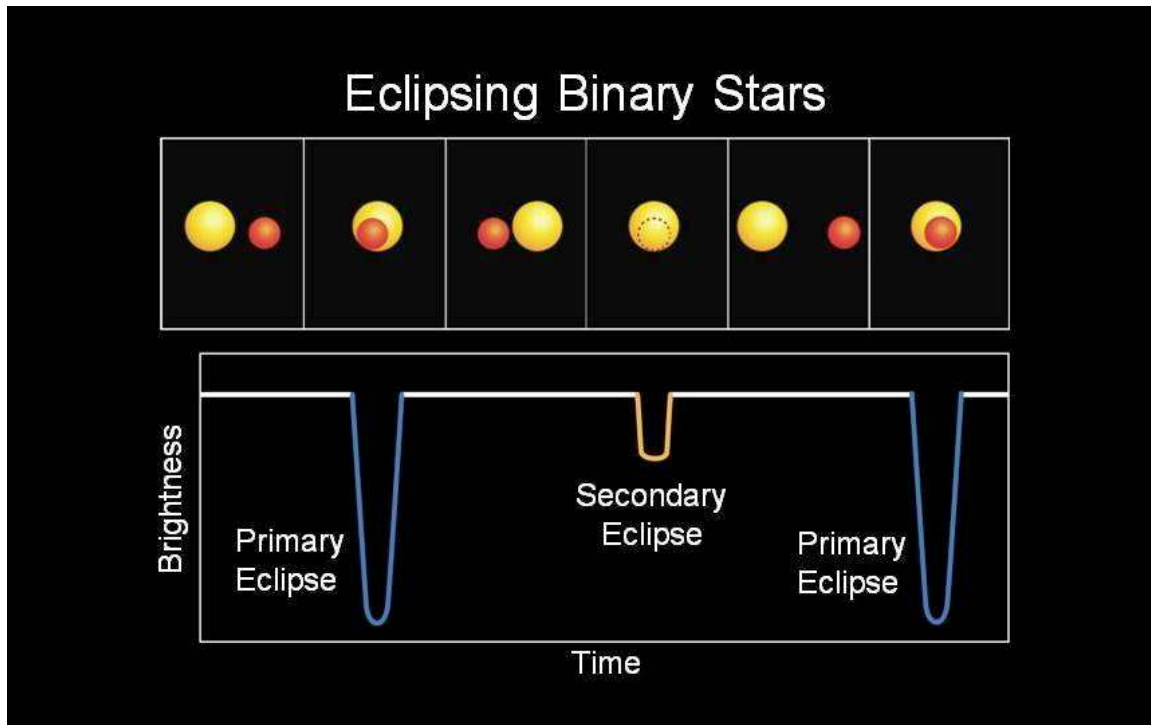 Eclipsing Binary Stars
Brightness
Primary
Eclipse
Secondary
Eclipse
Primary
Eclipse
Time